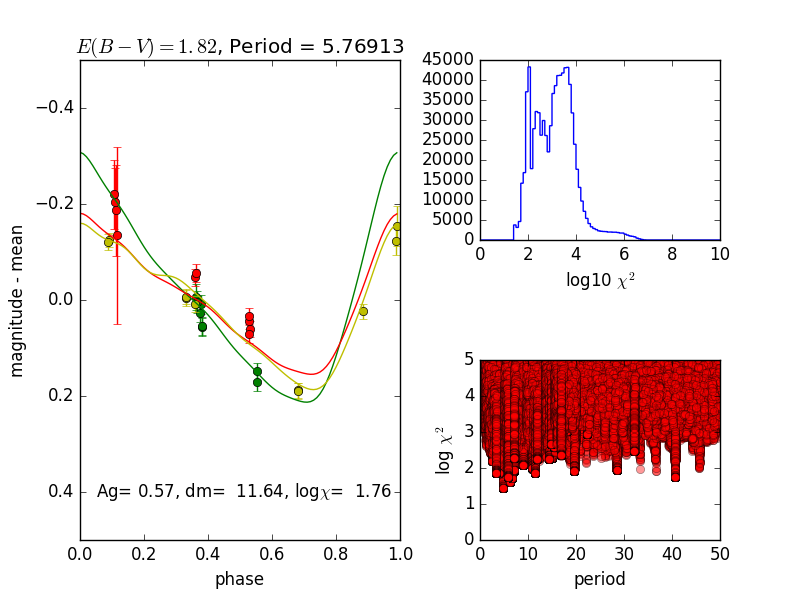 E(B − V) = 1.82, Period = 5.76913
−0.4
−0.2
0.0
0.2
0.4
magnitude - mean
Ag= 0.57, dm=  11.64, logχ=  1.76
0.0 0.2 0.4 0.6 0.8 1.0
phase
45000
40000
35000
30000
25000
20000
15000
10000
5000
0
0 2 4 6 8 10
log10 χ²
5
4
3
2
1
0
log χ²
0 10 20 30 40 50
period